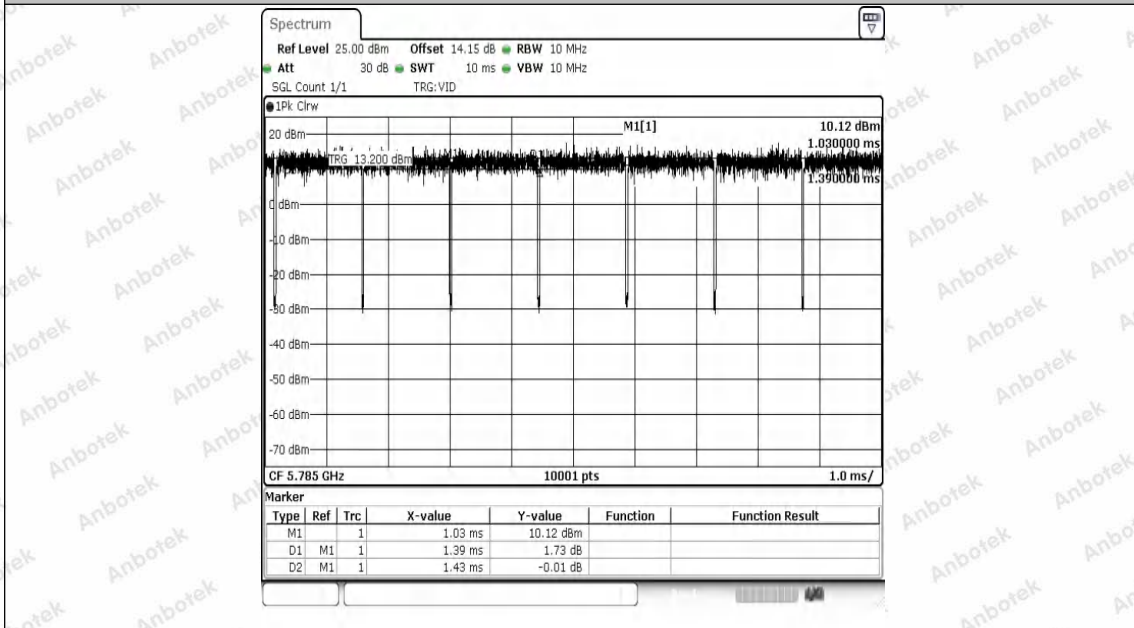 Spectrum
Ref Level 25.00 dBm Offset 14.15 dB RBW 10 MHz
Att 30 dB SWT 10 ms VBW 10 MHz
SGL Count 1/1 TRG:VID
1Pk Clrw
M1[1] 10.12 dBm
20 dBm
1.030000 ms
TRG 13.200 dBm
1.390000 ms
0 dBm
-10 dBm
-20 dBm
-30 dBm
-40 dBm
-50 dBm
-60 dBm
-70 dBm
CF 5.785 GHz 10001 pts 1.0 ms/
Marker
Type Ref Trc X-value Y-value Function Function Result
M1 1 1.03 ms 10.12 dBm
D1 M1 1 1.39 ms 1.73 dB
D2 M1 1 1.43 ms -0.01 dB
Anbotek